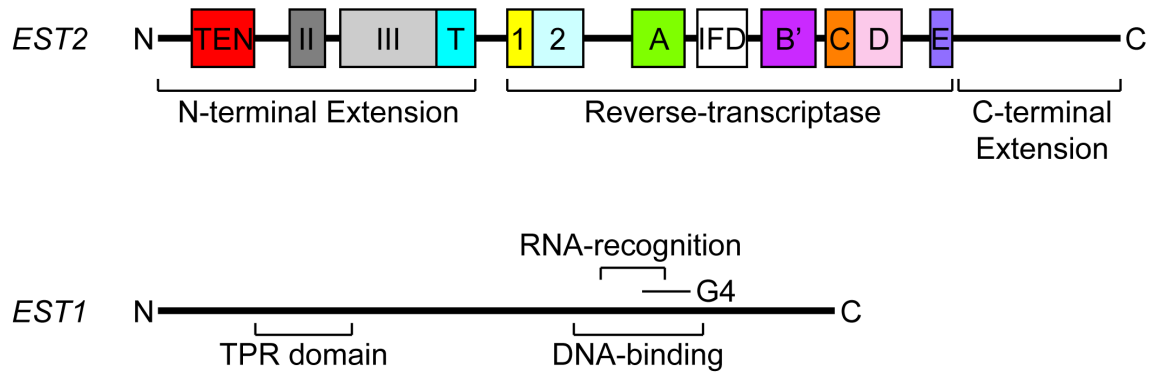 EST2 N TEN II III T 1 2 A IFD B’ C D E C
N-terminal Extension Reverse-transcriptase C-terminal
Extension
RNA-recognition
G4
EST1 N C
TPR domain DNA-binding